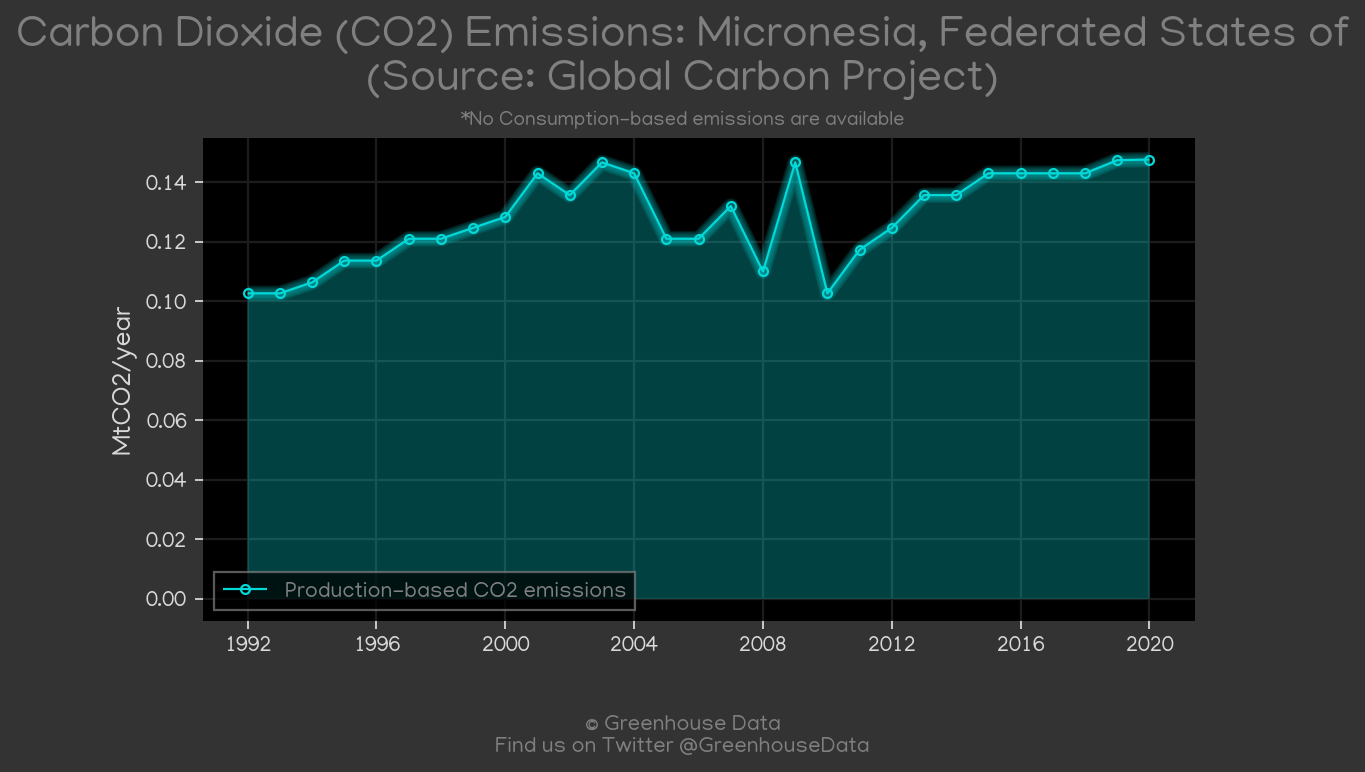 Carbon Dioxide (CO2) Emissions: Micronesia, Federated States of
(Source: Global Carbon Project)
*No Consumption-based emissions are available
MtCO2/year
0.14
0.12
0.10
0.08
0.06
0.04
0.02
0.00
Production-based CO2 emissions
1992 1996 2000 2004 2008 2012 2016 2020
© Greenhouse Data
Find us on Twitter @GreenhouseData